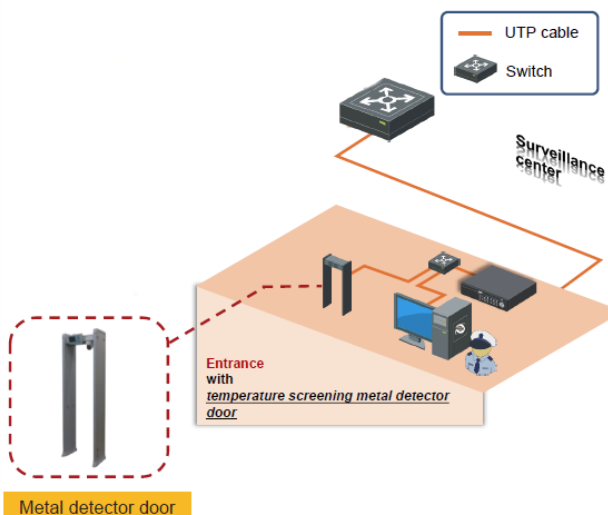 UTP cable
Switch
Surveillance
center
Entrance
with
temperature screening metal detector
door
Metal detector door